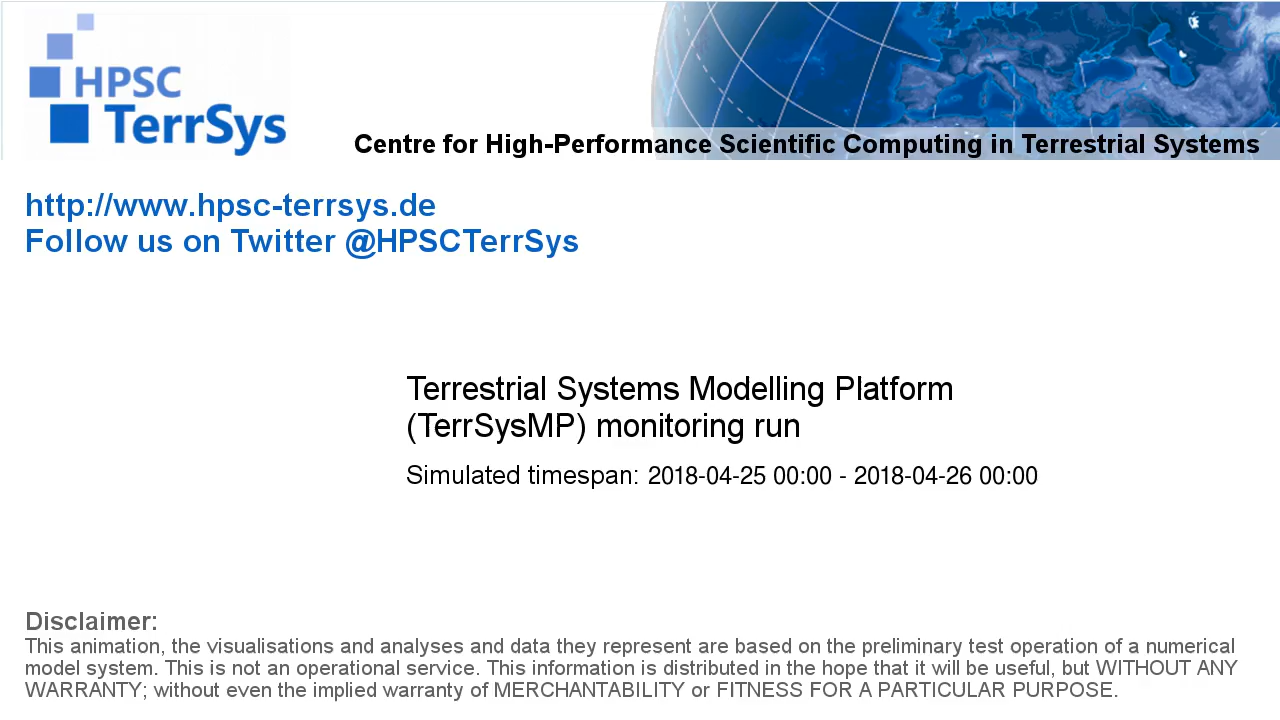 HPSC
TerrSys
Centre for High-Performance Scientific Computing in Terrestrial Systems
http://www.hpsc-terrsys.de
Follow us on Twitter @HPSCTerrSys
Terrestrial Systems Modelling Platform
(TerrSysMP) monitoring run
Simulated timespan: 2018-04-25 00:00 - 2018-04-26 00:00
Disclaimer:
This animation, the visualisations and analyses and data they represent are based on the preliminary test operation of a numerical
model system. This is not an operational service. This information is distributed in the hope that it will be useful, but WITHOUT ANY
WARRANTY; without even the implied warranty of MERCHANTABILITY or FITNESS FOR A PARTICULAR PURPOSE.